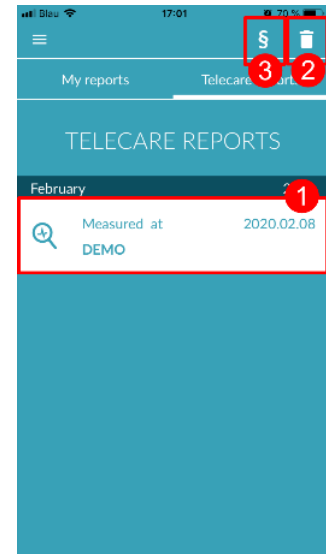 Blau 17:01 70 %
§
3 2
My reports Telecare
TELECARE REPORTS
February
1
Measured at 2020.02.08
DEMO